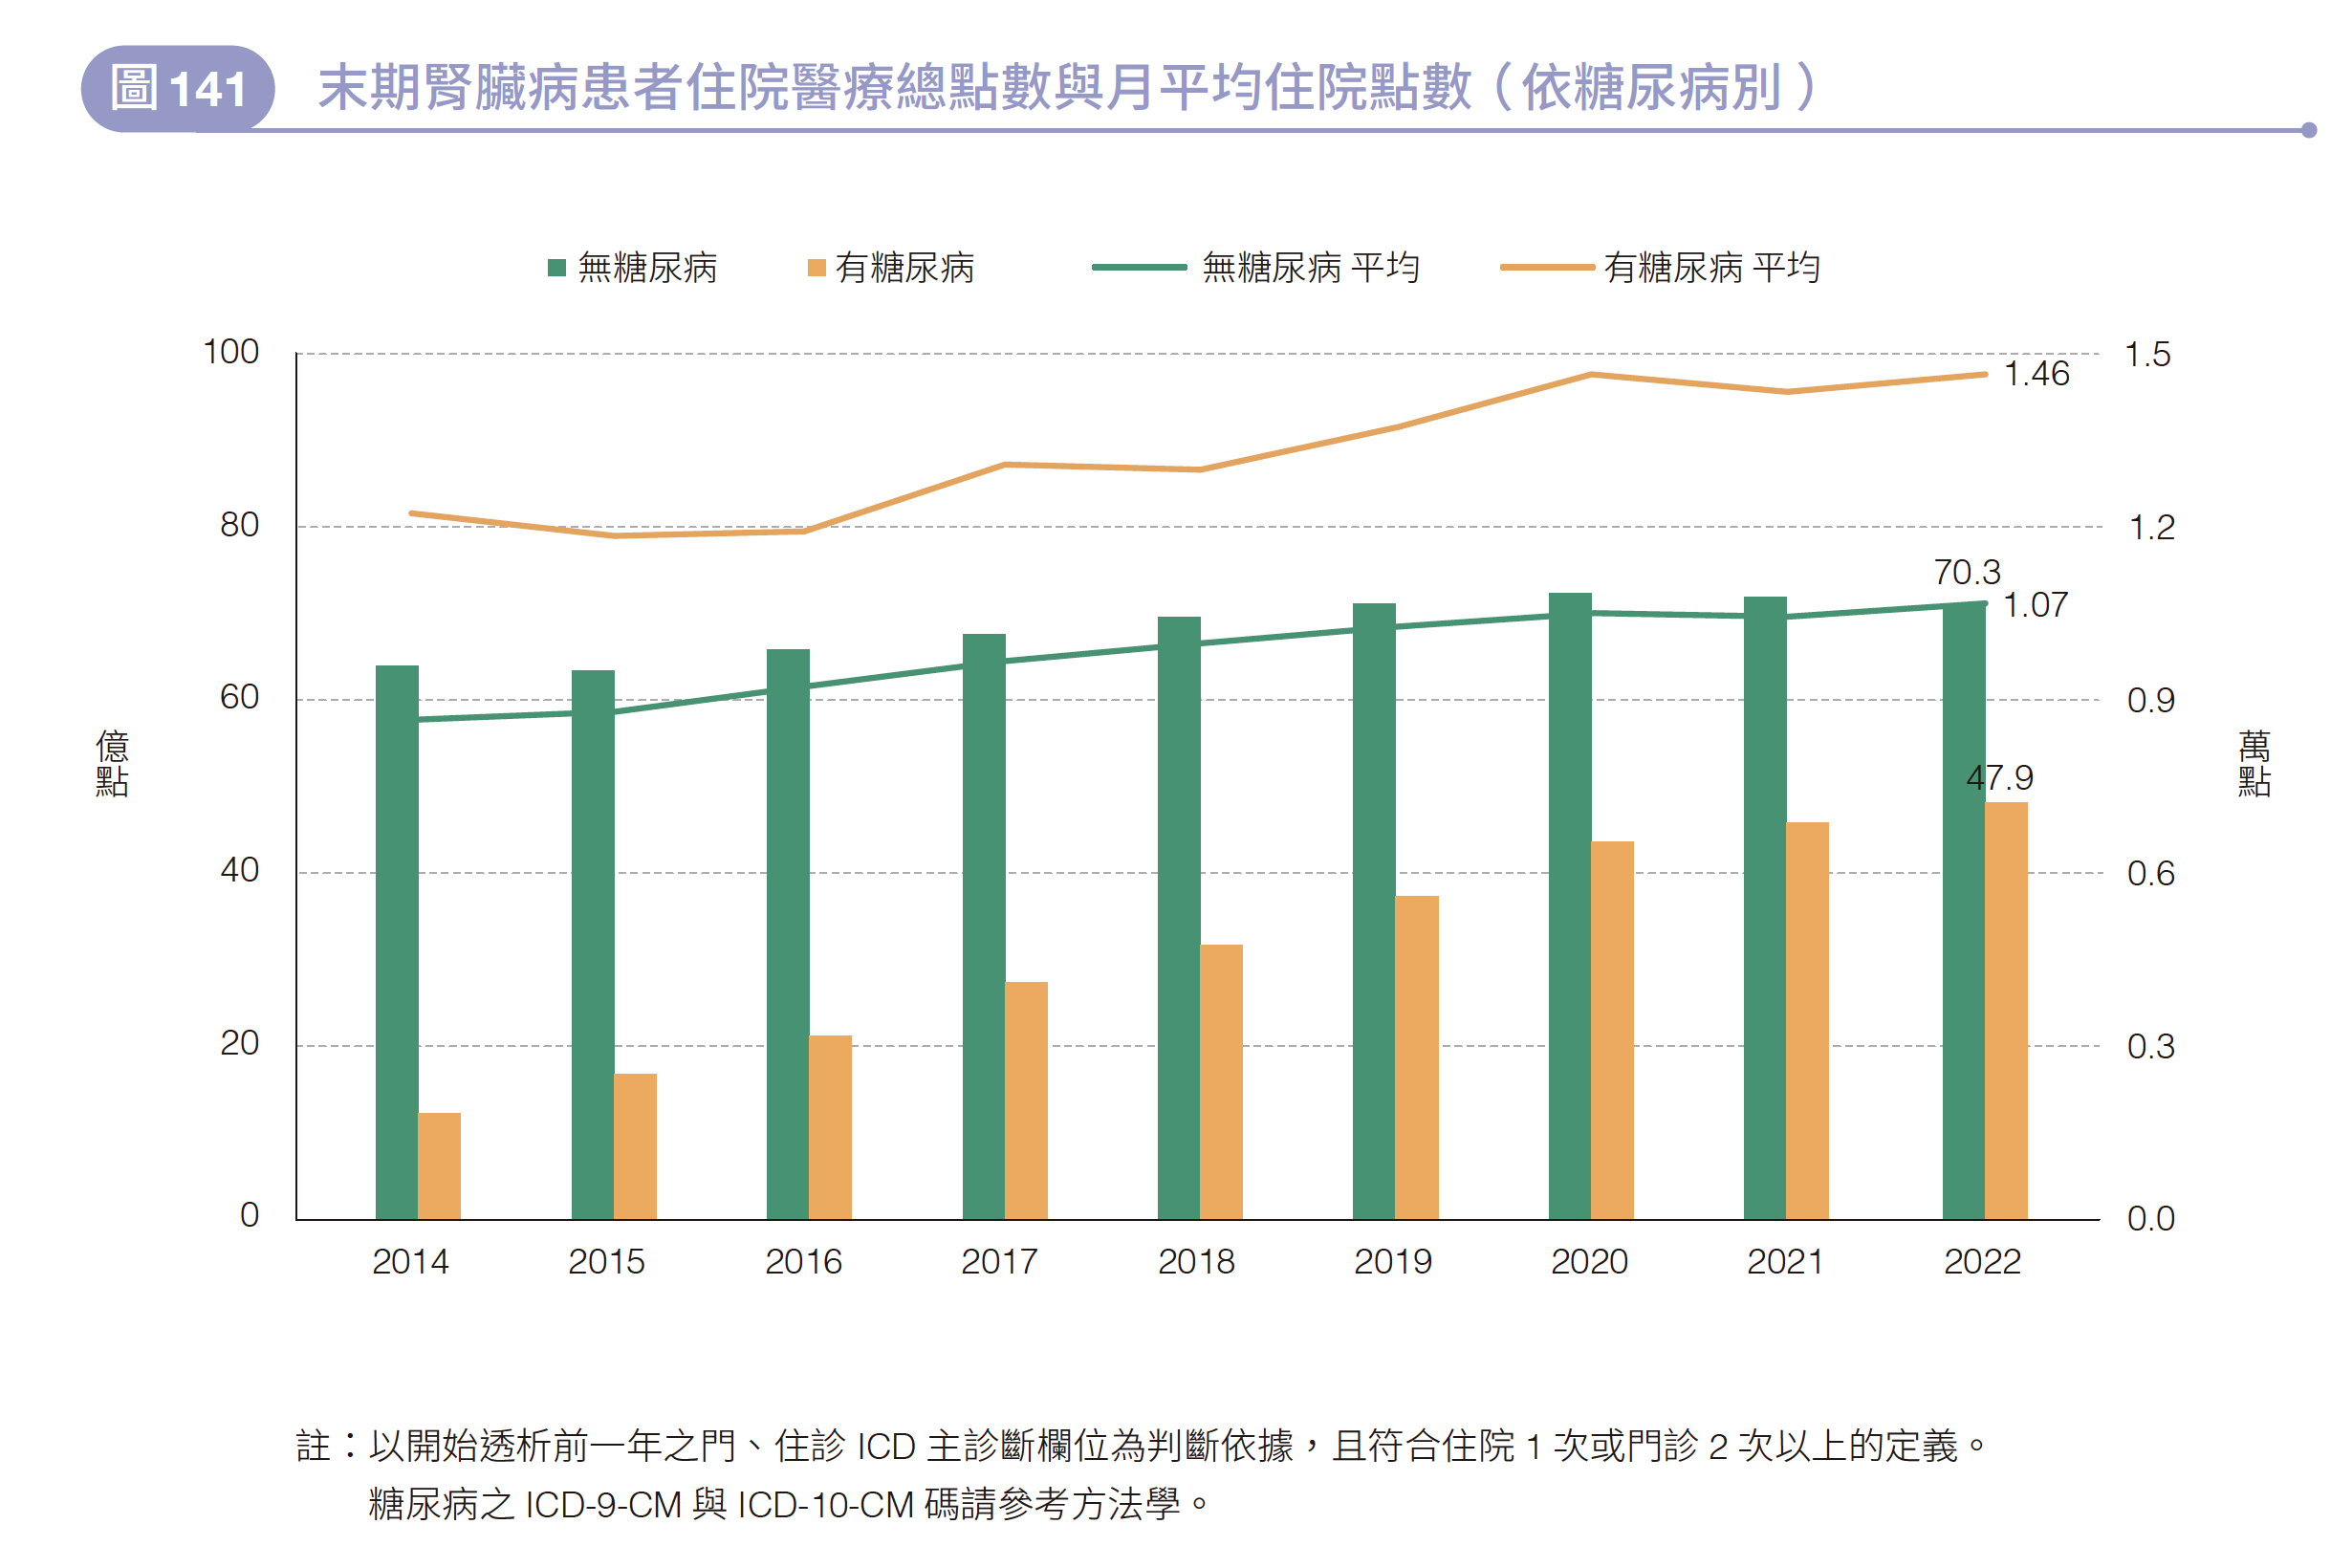 圖 141 末期腎臟病患者住院醫療總點數與月平均住院點數（依糖尿病別）
無糖尿病 有糖尿病 無糖尿病 平均 有糖尿病 平均
100
80
60
40
20
0
億點
1.5
1.2
0.9
0.6
0.3
0.0
萬點
1.46
70.3
1.07
47.9
2014 2015 2016 2017 2018 2019 2020 2021 2022
註：以開始透析前一年之門、住診 ICD 主診斷欄位為判斷依據，且符合住院 1 次或門診 2 次以上的定義。
糖尿病之 ICD-9-CM 與 ICD-10-CM 碼請參考方法學。